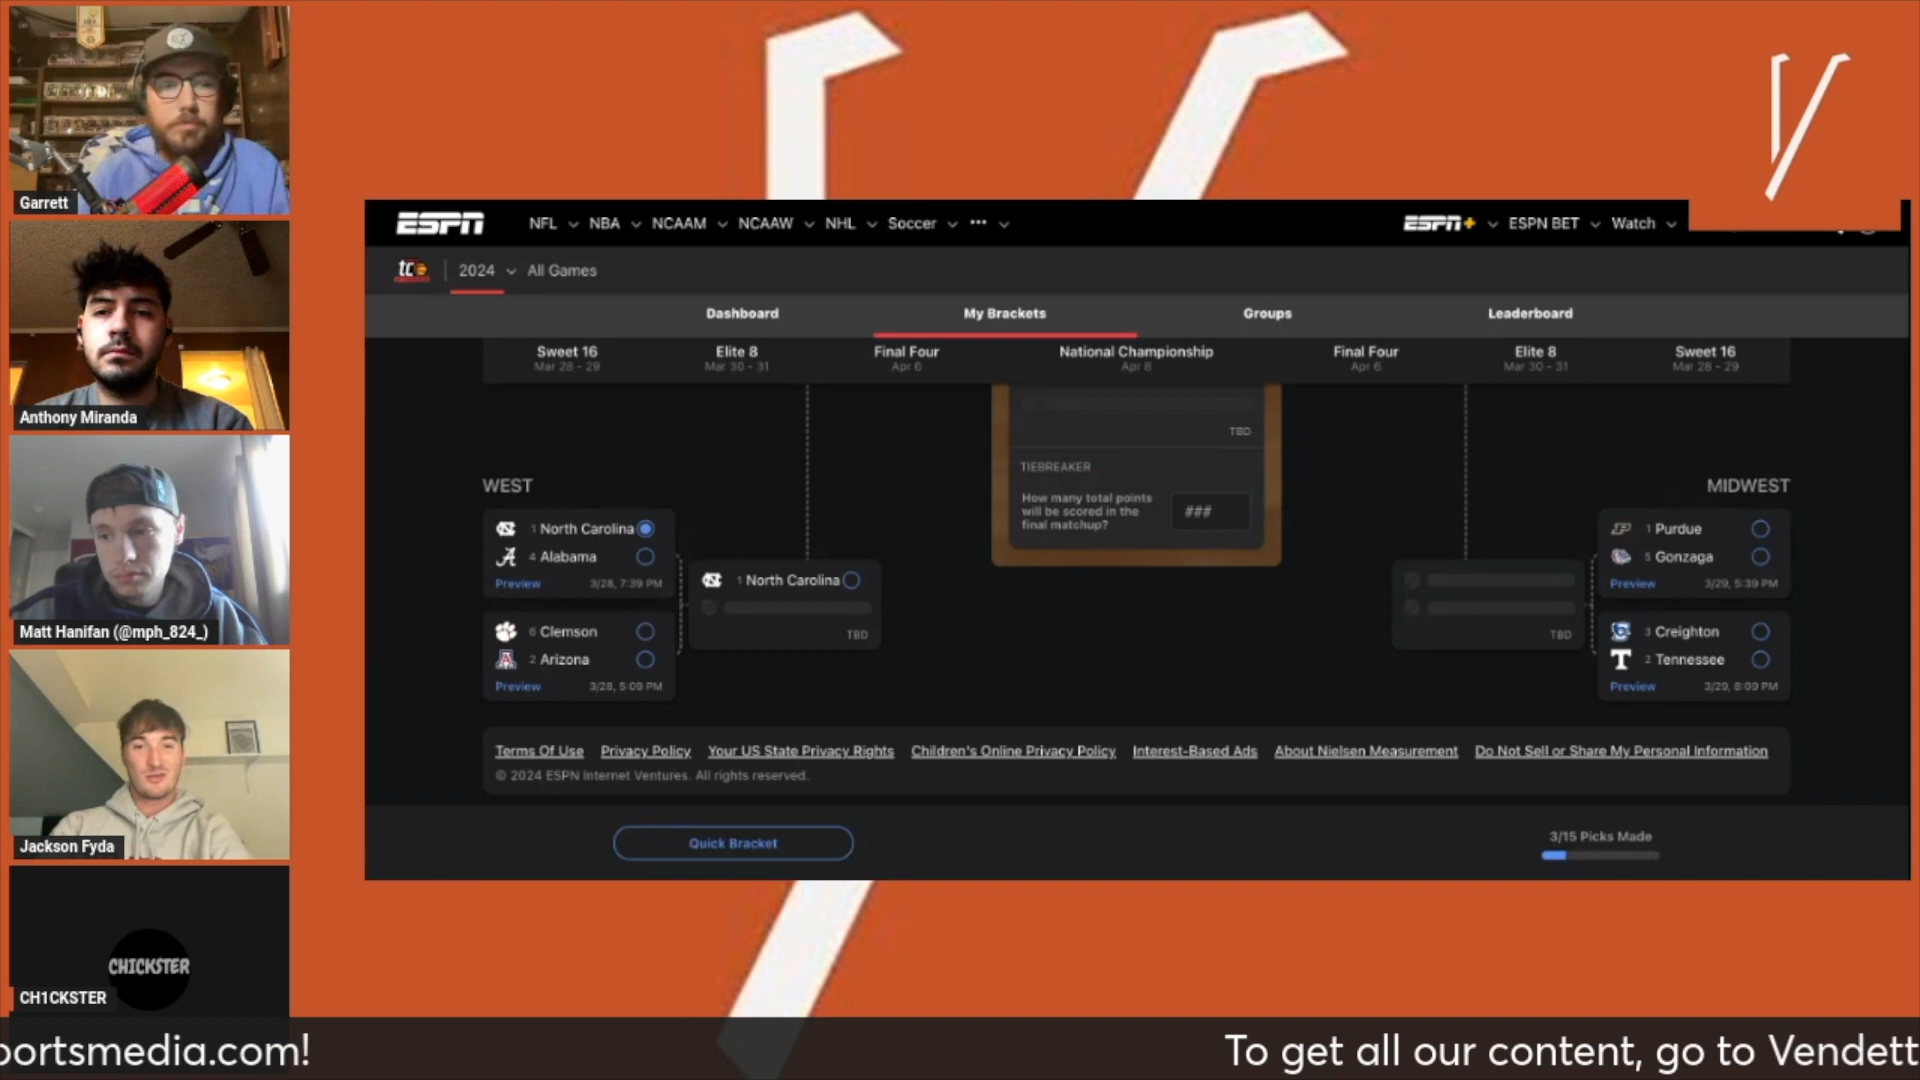 Garrett
Anthony Miranda
Matt Hanifan (@mph_824_)
Jackson Fyda
CHICKSTER
CH1CKSTER
ESPN NFL NBA NCAAM NCAAW NHL Soccer ••• ESPN+ ESPN BET Watch
tc 2024 All Games
Dashboard My Brackets Groups Leaderboard
Sweet 16 Elite 8 Final Four National Championship Final Four Elite 8 Sweet 16
Mar 28 - 29 Mar 30 - 31 Apr 6 Apr 8 Apr 6 Mar 30 - 31 Mar 28 - 29
TBD
TIEBREAKER
How many total points
will be scored in the
final matchup?
###
WEST
1 North Carolina
4 Alabama
Preview 3/28, 7:39 PM
6 Clemson
2 Arizona
Preview 3/28, 5:09 PM
1 North Carolina
TBD
TBD
MIDWEST
1 Purdue
5 Gonzaga
Preview 3/29, 5:39 PM
3 Creighton
2 Tennessee
Preview 3/29, 8:09 PM
Terms Of Use Privacy Policy Your US State Privacy Rights Children's Online Privacy Policy Interest-Based Ads About Nielsen Measurement Do Not Sell or Share My Personal Information
© 2024 ESPN Internet Ventures. All rights reserved.
Quick Bracket
3/15 Picks Made
portsmedia.com! To get all our content, go to Vendett